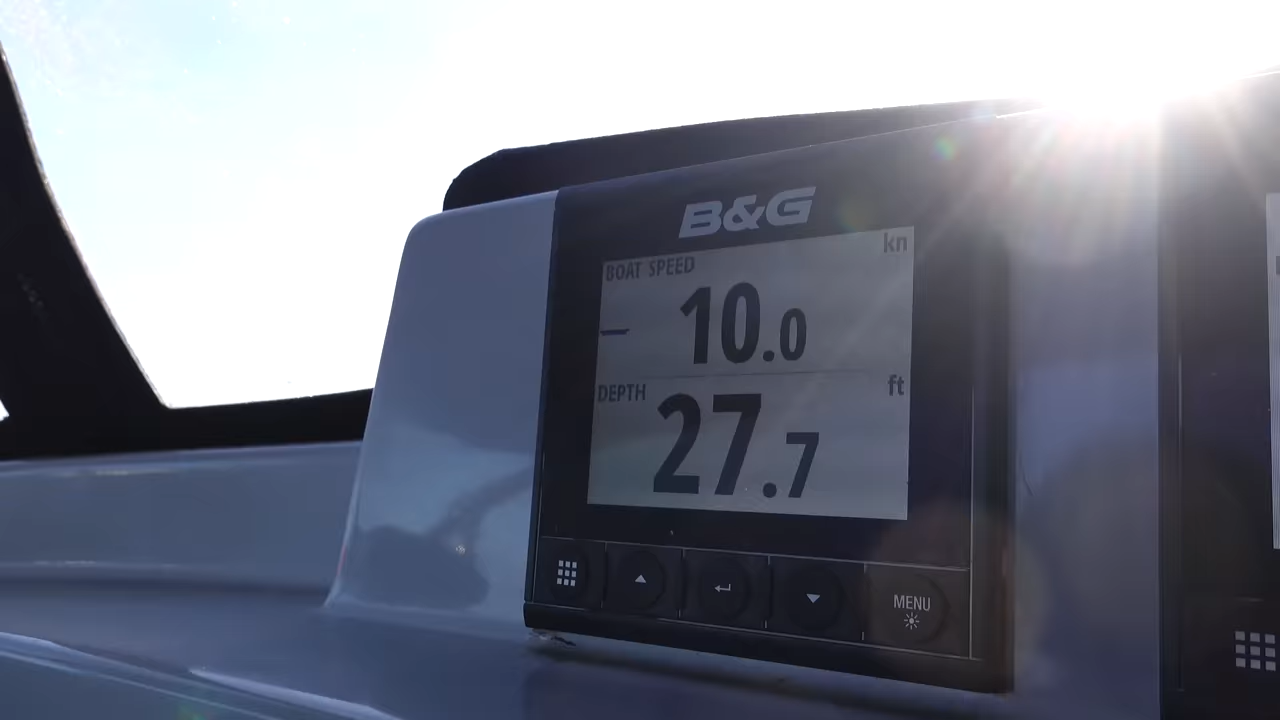 B&G
kn
BOAT SPEED
10.0
DEPTH
ft
27.7
MENU